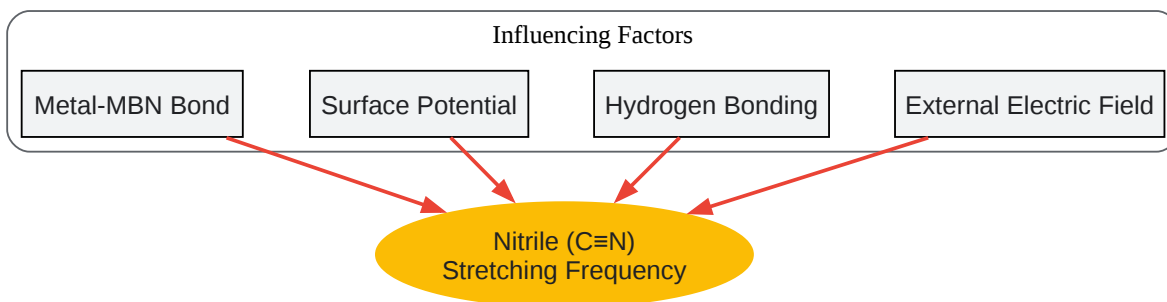 Influencing Factors
Metal-MBN Bond
Surface Potential
Hydrogen Bonding
External Electric Field
Nitrile (C≡N)
Stretching Frequency